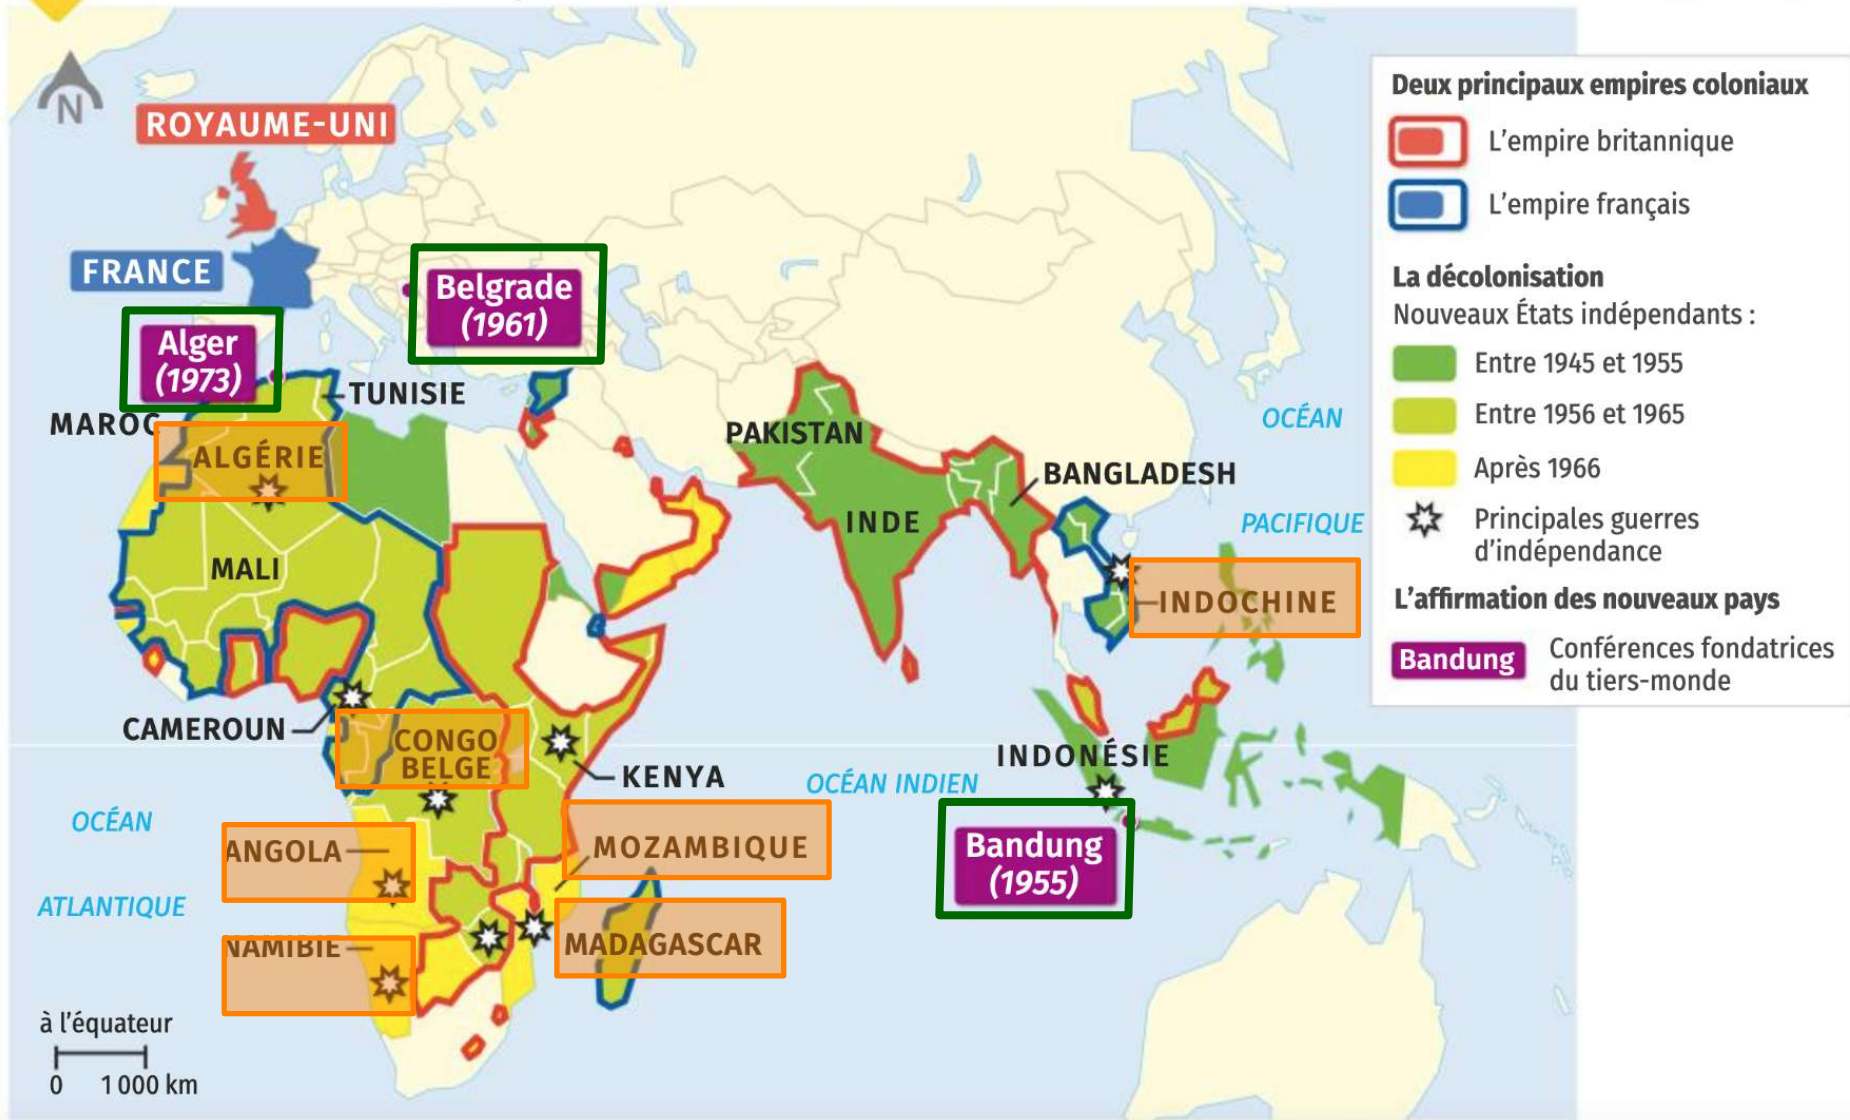 N
ROYAUME-UNI
FRANCE
Belgrade
(1961)
Alger
(1973)
TUNISIE
MAROC
ALGÉRIE
MALI
CAMEROUN
CONGO
BELGE
KENYA
ANGOLA
MOZAMBIQUE
NAMIBIE
MADAGASCAR
PAKISTAN
BANGLADESH
INDE
INDOCHINE
INDONÉSIE
Bandung
(1955)
OCÉAN
PACIFIQUE
OCÉAN INDIEN
OCÉAN
ATLANTIQUE
à l'équateur
0 1 000 km
Deux principaux empires coloniaux
L'empire britannique
L'empire français
La décolonisation
Nouveaux États indépendants :
Entre 1945 et 1955
Entre 1956 et 1965
Après 1966
Principales guerres
d'indépendance
L'affirmation des nouveaux pays
Bandung
Conférences fondatrices
du tiers-monde